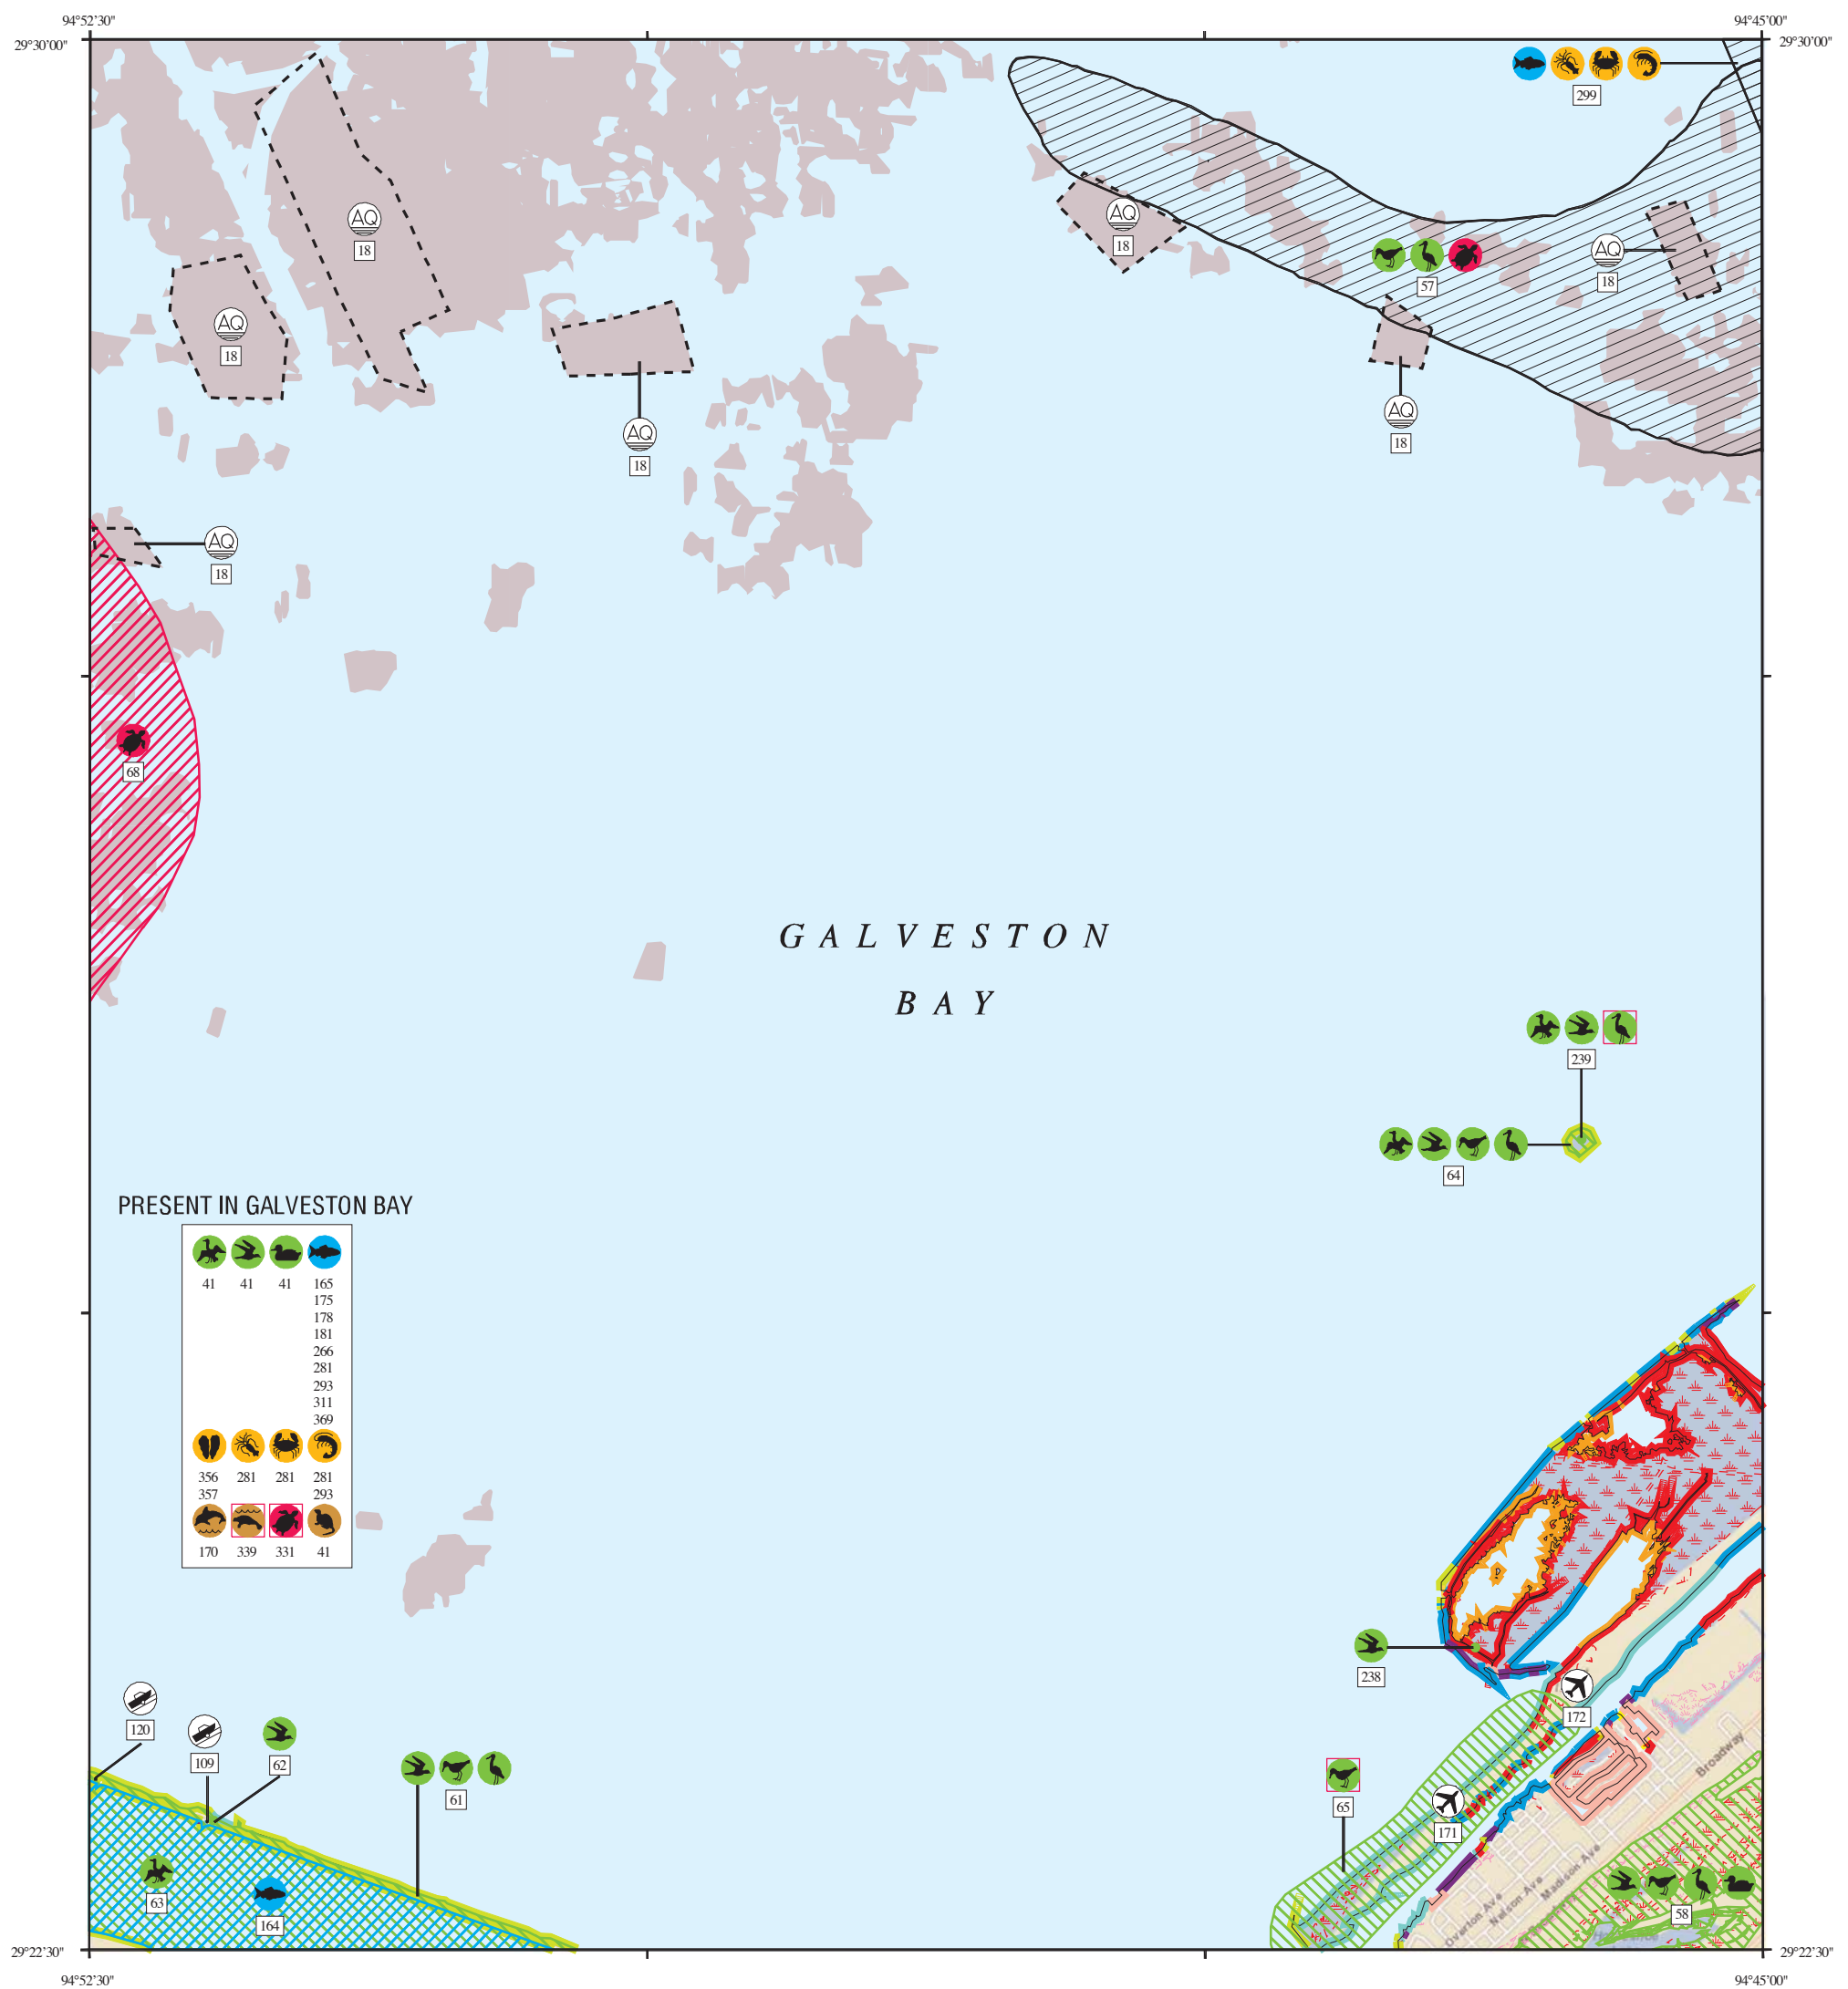 94°52'30" 94°45'00"
29°30'00" 29°30'00"
299
AQ
18
AQ
18
AQ
18
57
AQ
18
AQ
18
AQ
18
AQ
18
AQ
18
68
GALVESTON
BAY
239
64
PRESENT IN GALVESTON BAY
41 41 41 165
175
178
181
266
281
293
311
369
356 281 281 281
357 293
170 339 331 41
238
120
172
109
62
Broadway
61
65
171
Madison Ave
Nelson Ave
Overton Ave
63
58
164
29°22'30" 29°22'30"
94°52'30" 94°45'00"